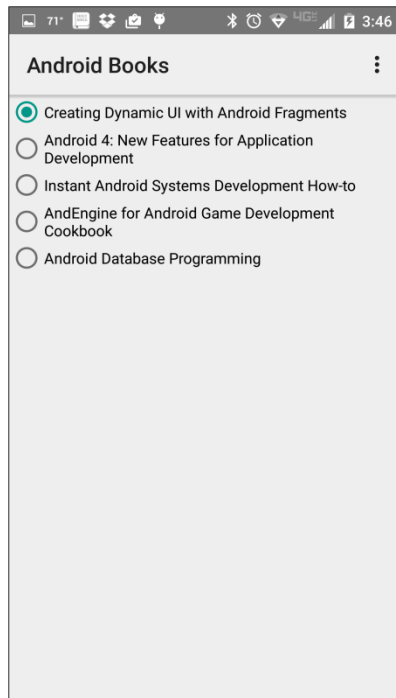 71° 4G 3:46
Android Books
Creating Dynamic UI with Android Fragments
Android 4: New Features for Application
Development
Instant Android Systems Development How-to
AndEngine for Android Game Development
Cookbook
Android Database Programming